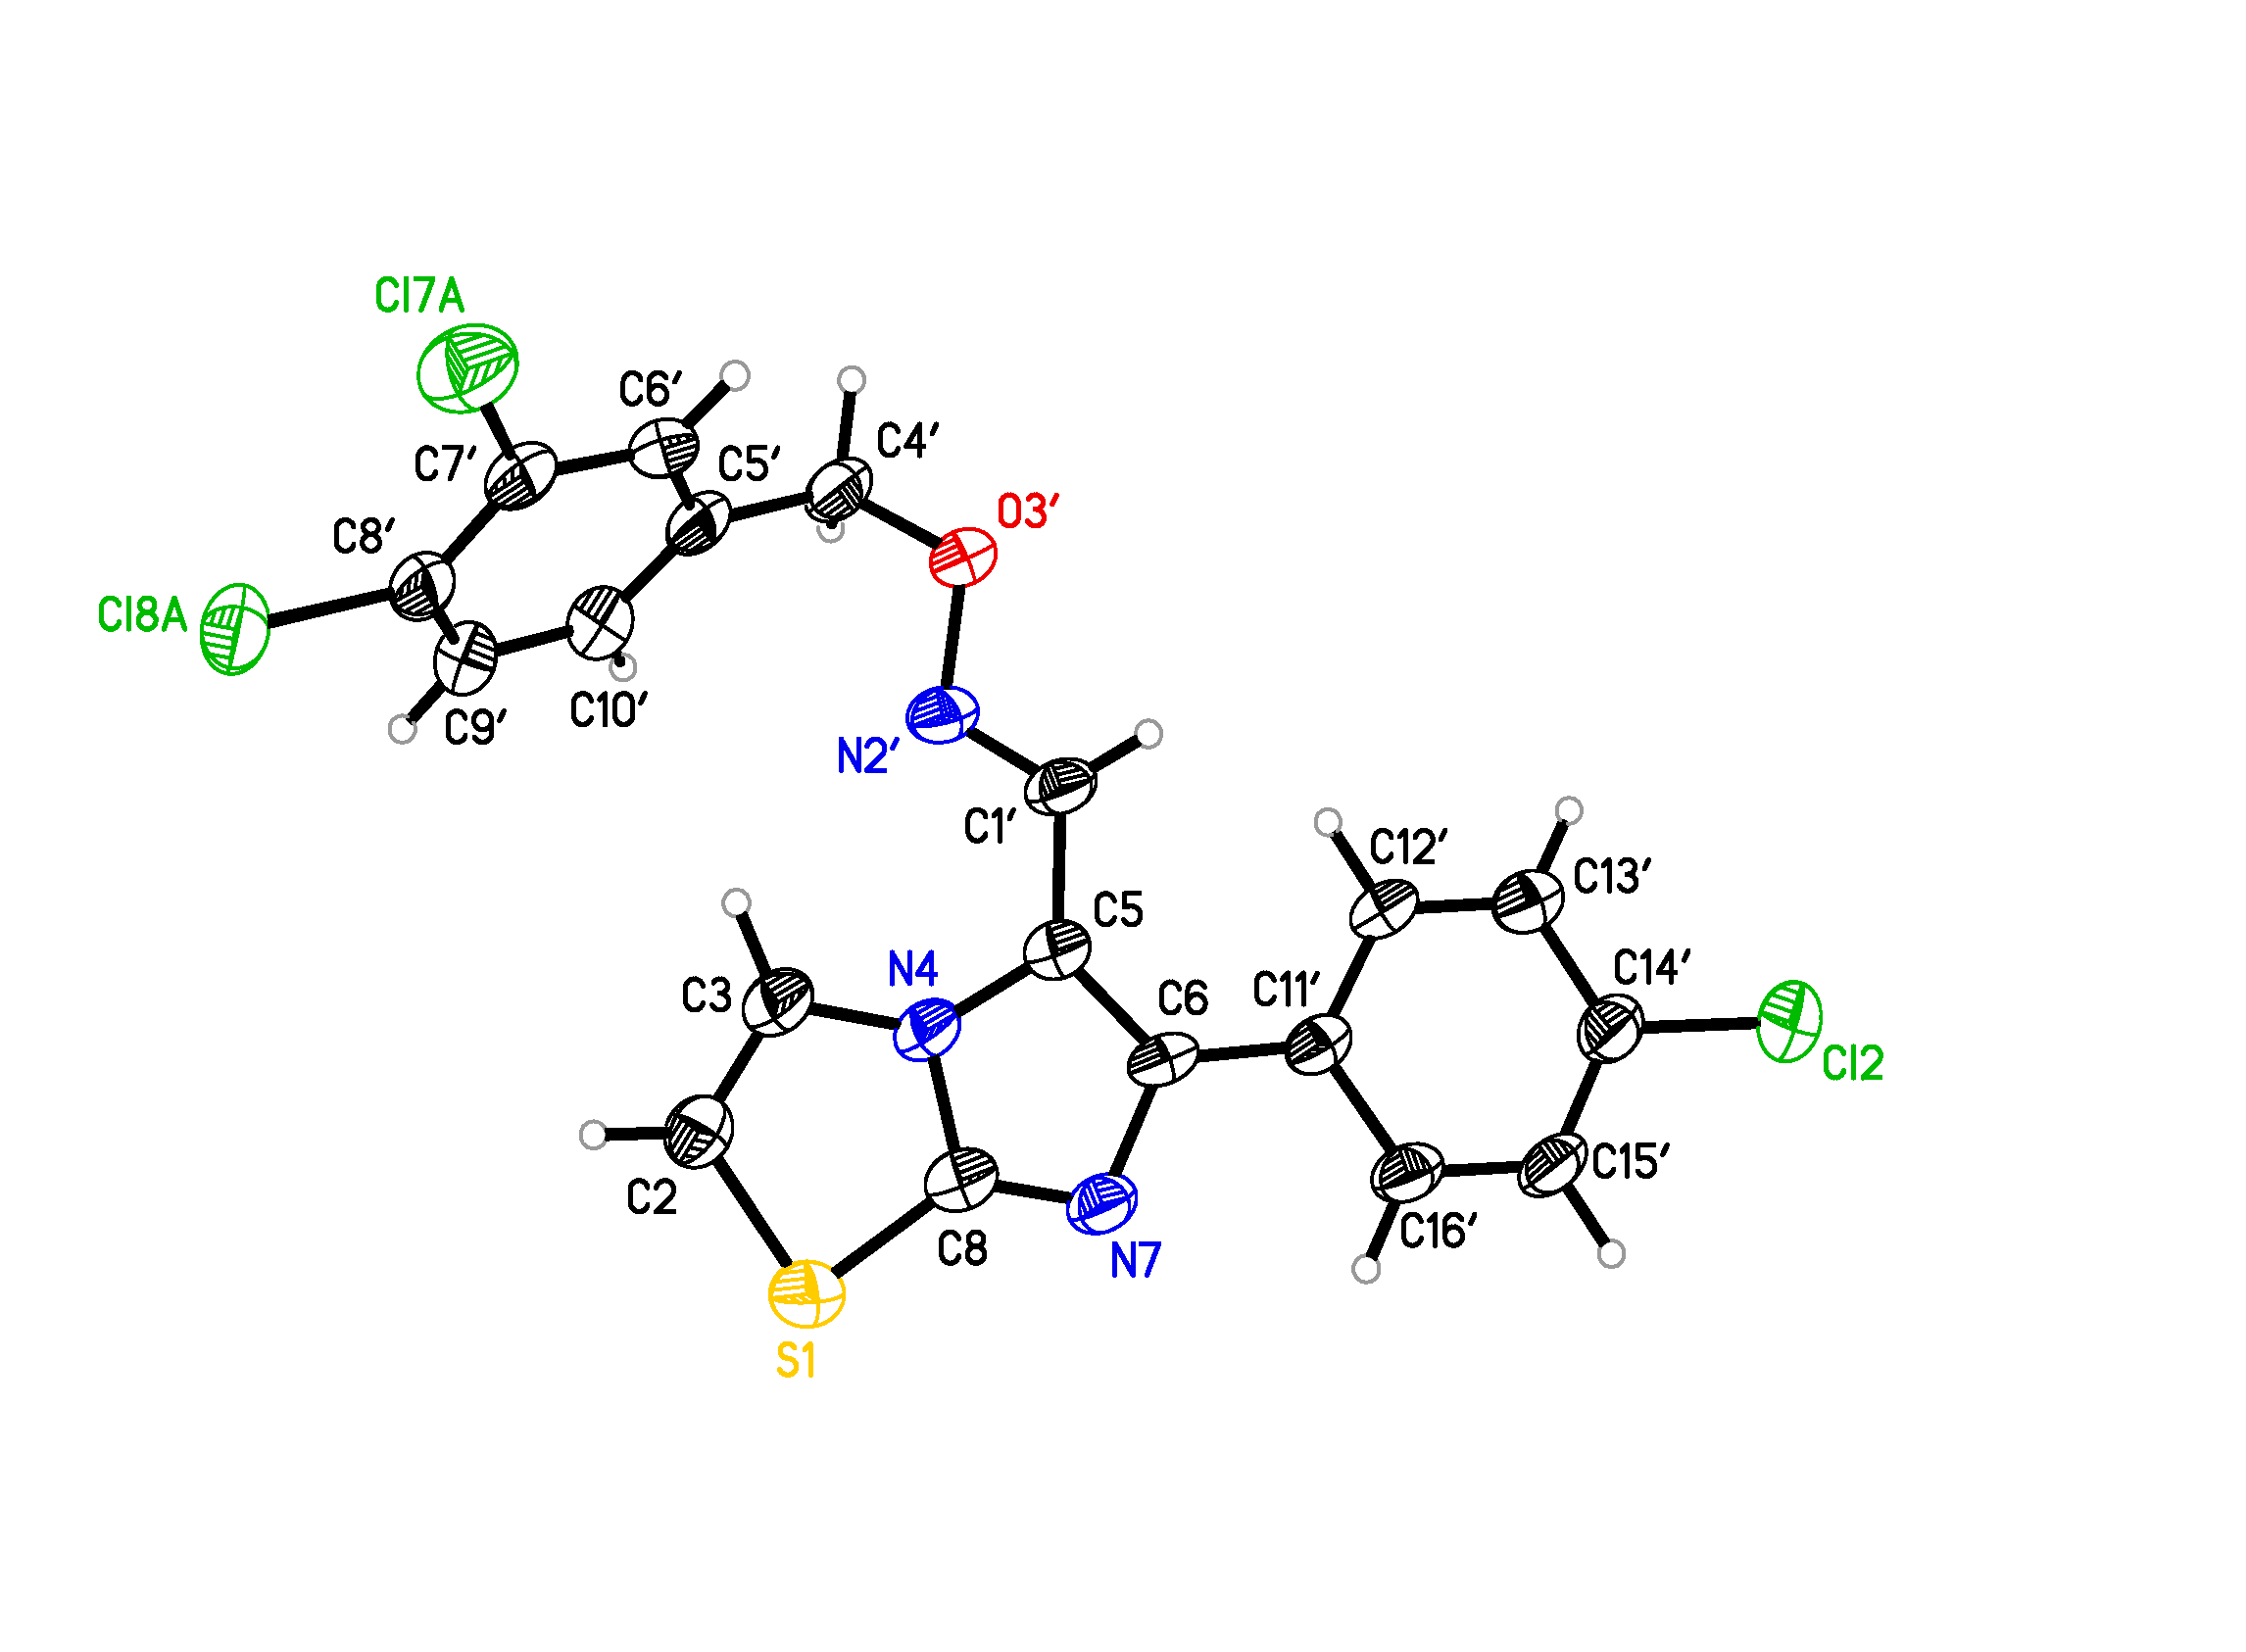 Cl7A
C6′
C4′
C7′
C5′
O3′
C8′
Cl8A
C10′
C9′
N2′
C1′
C12′
C13′
C5
N4
C14′
C3
C6
C11′
Cl2
C15′
C2
C16′
C8
N7
S1